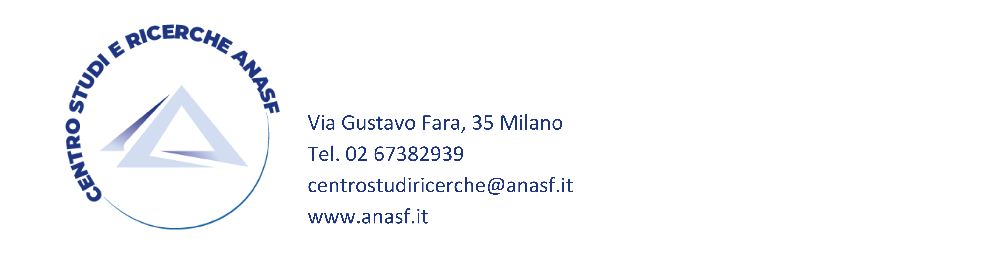 CENTRO STUDI E RICERCHE ANASF
Via Gustavo Fara, 35 Milano
Tel. 02 67382939
centrostudiricerche@anasf.it
www.anasf.it